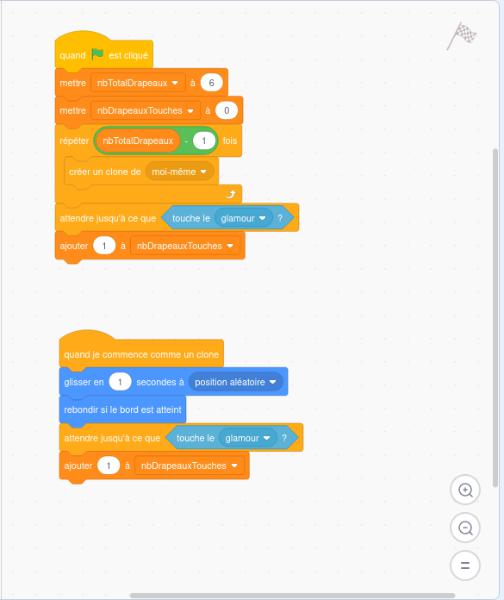 quand est cliqué
mettre nbTotalDrapeaux à 6
mettre nbDrapeauxTouches à 0
répéter nbTotalDrapeaux - 1 fois
créer un clone de moi-même
attendre jusqu'à ce que touche le glamour ?
ajouter 1 à nbDrapeauxTouches
quand je commence comme un clone
glisser en 1 secondes à position aléatoire
rebondir si le bord est atteint
attendre jusqu'à ce que touche le glamour ?
ajouter 1 à nbDrapeauxTouches